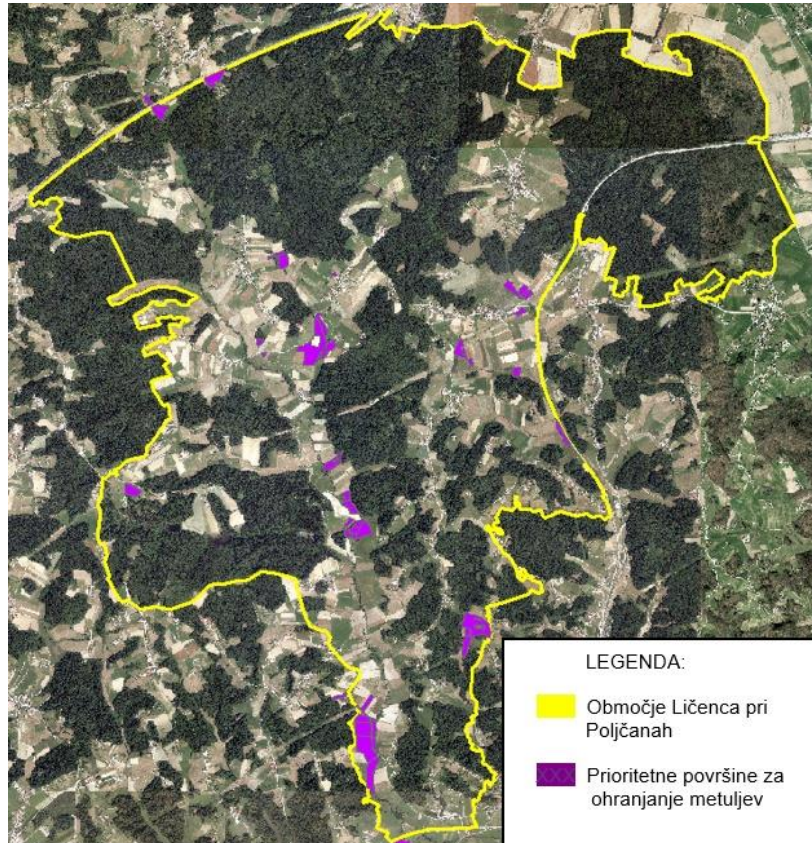 LEGENDA:
Območje Ličenca pri
Poljčanah
Prioritetne površine za
ohranjanje metuljev